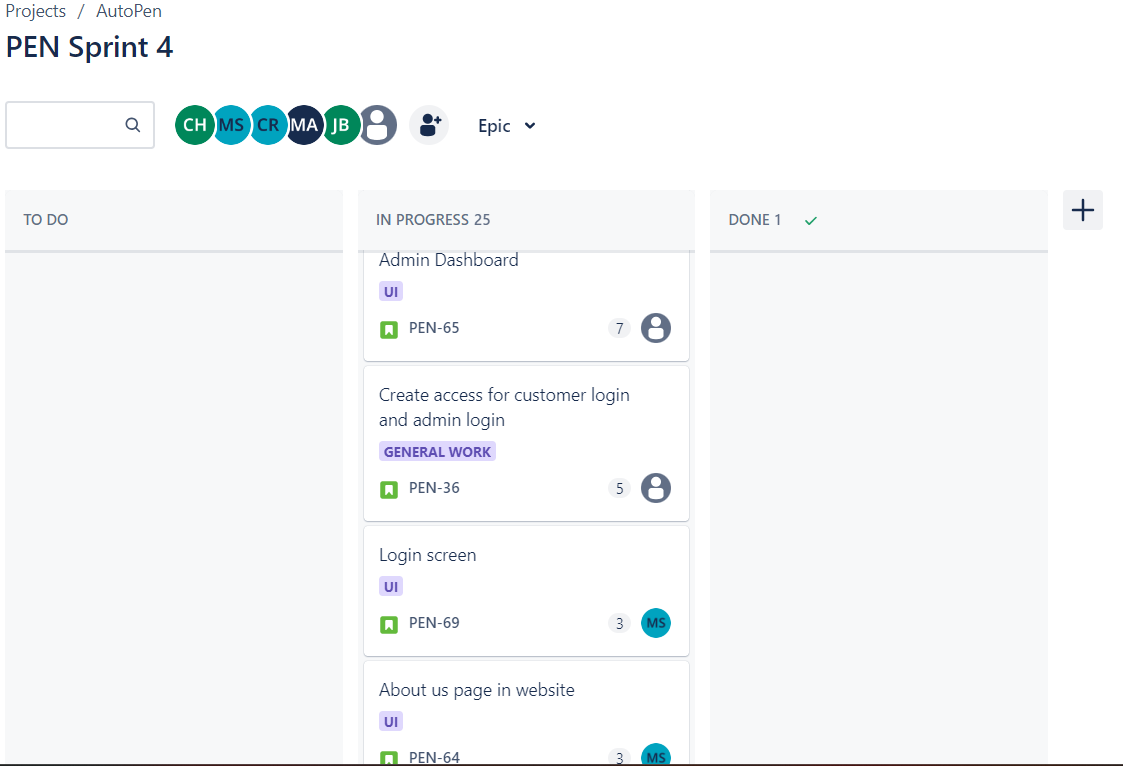 Projects / AutoPen
PEN Sprint 4
CH MS CR MA JB
Epic
TO DO
IN PROGRESS 25
DONE 1
Admin Dashboard
UI
PEN-65 7
Create access for customer login
and admin login
GENERAL WORK
PEN-36 5
Login screen
UI
PEN-69 3 MS
About us page in website
UI
PEN-64 3 MS